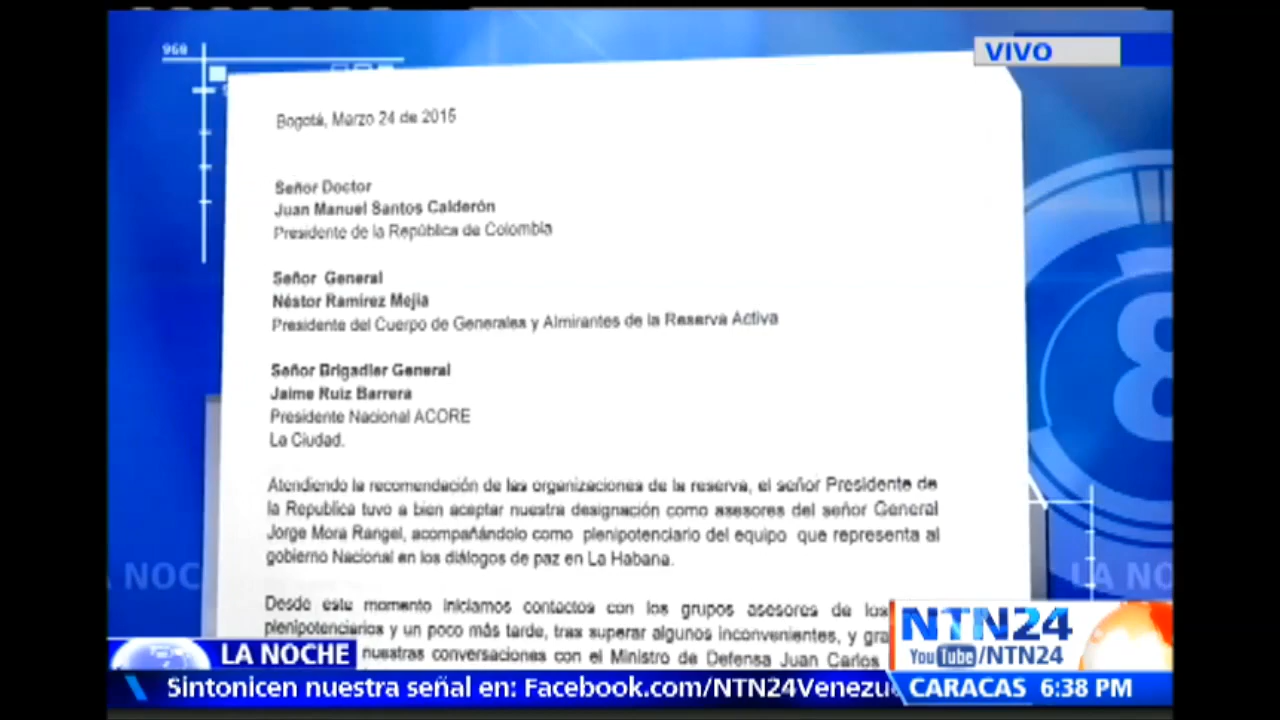 968
VIVO
Bogotá, Marzo 24 de 2015
Señor Doctor
Juan Manuel Santos Calderón
Presidente de la República de Colombia
Señor General
Néstor Ramírez Mejía
Presidente del Cuerpo de Generales y Almirantes de la Reserva Activa
Señor Brigadier General
Jaime Ruiz Barrera
Presidente Nacional ACORE
La Ciudad.
Atendiendo la recomendación de las organizaciones de la reserva, el señor Presidente de
la Republica tuvo a bien aceptar nuestra designación como asesores del señor General
Jorge Mora Rangel, acompañándolo como plenipotenciario del equipo que representa al
gobierno Nacional en los diálogos de paz en La Habana.
Desde este momento iniciamos contactos con los grupos asesores de los
plenipotenciarios y un poco más tarde, tras superar algunos inconvenientes, y gra
nuestras conversaciones con el Ministro de Defensa Juan Carlos
8
A NOC
LA NO
NTN24
YouTube/NTN24
LA NOCHE
Sintonicen nuestra señal en: Facebook.com/NTN24Venezu
CARACAS 6:38 PM